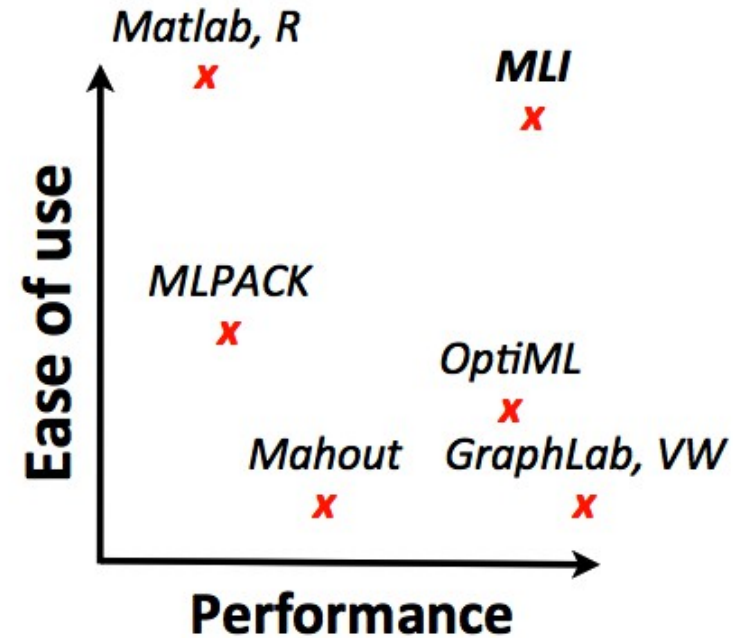 Matlab, R
x
MLI
x
Ease of use
MLPACK
x
OptiML
x
Mahout
x
GraphLab, VW
x
Performance